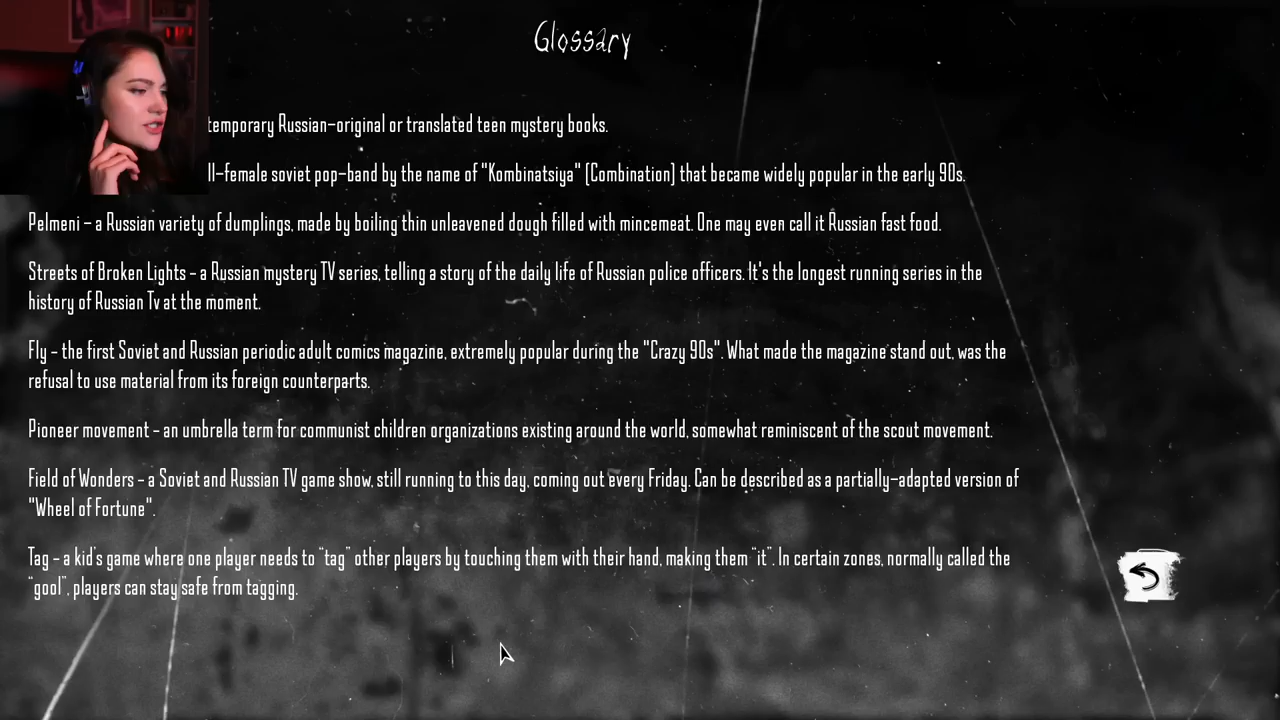 Glossary
temporary Russian-original or translated teen mystery books.
ll-female soviet pop-band by the name of "Kombinatsiya" (Combination) that became widely popular in the early 90s.
Pelmeni - a Russian variety of dumplings, made by boiling thin unleavened dough filled with mincemeat. One may even call it Russian fast food.
Streets of Broken Lights - a Russian mystery TV series, telling a story of the daily life of Russian police officers. It's the longest running series in the
history of Russian Tv at the moment.
Fly - the first Soviet and Russian periodic adult comics magazine, extremely popular during the "Crazy 90s". What made the magazine stand out, was the
refusal to use material from its foreign counterparts.
Pioneer movement - an umbrella term for communist children organizations existing around the world, somewhat reminiscent of the scout movement.
Field of Wonders - a Soviet and Russian TV game show, still running to this day, coming out every Friday. Can be described as a partially-adapted version of
"Wheel of Fortune".
Tag - a kid's game where one player needs to “tag” other players by touching them with their hand, making them “it”. In certain zones, normally called the
“gool”, players can stay safe from tagging.